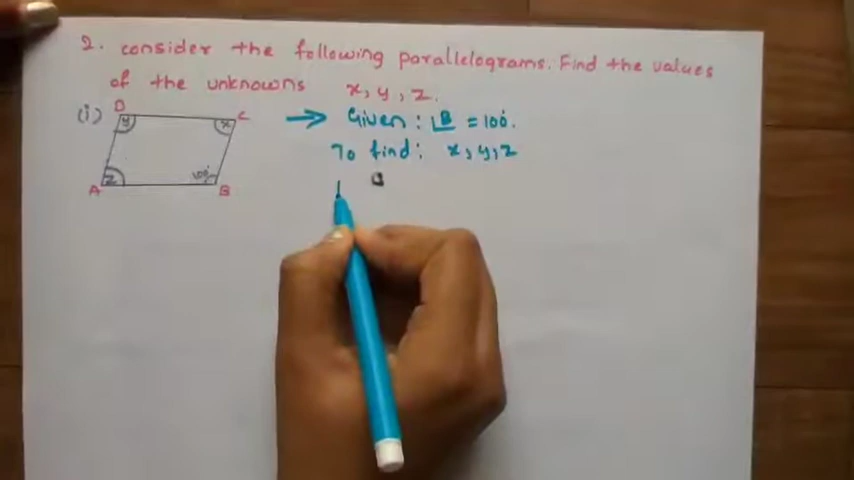 2. consider the following parallelograms. Find the values
of the unknowns x, y, z.
(i) D C
y x
z 100°
A B
→ Given: ∠B = 100°.
To find: x, y, z